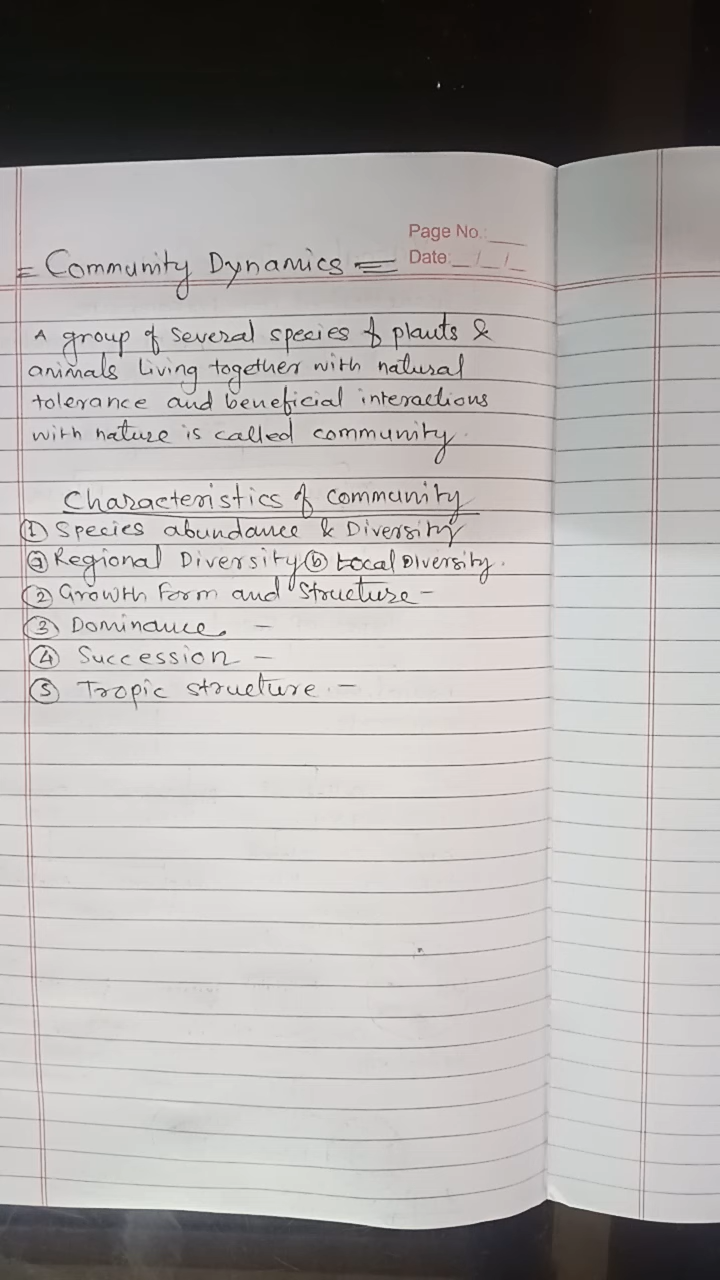 Page No.:
= Community Dynamics = Date: / /
A group of several species of plants &
animals living together with natural
tolerance and beneficial interactions
with nature is called community.
Characteristics of community
① Species abundance & Diversity
ⓐ Regional Diversity ⓑ Local Diversity.
② Growth Form and Structure -
③ Dominance. -
④ Succession -
⑤ Tropic structure. -